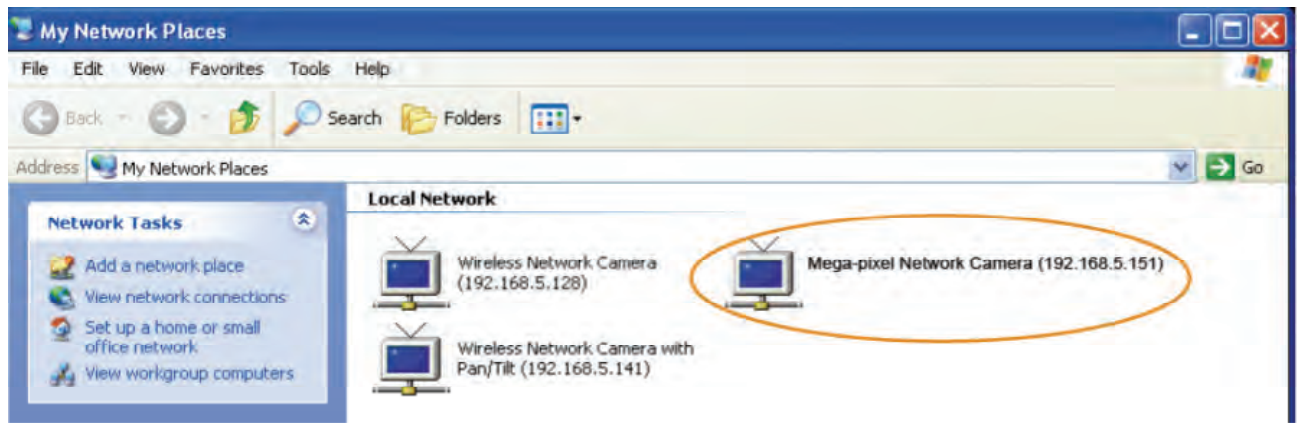 My Network Places
File Edit View Favorites Tools Help
Back Search Folders
Address My Network Places Go
Network Tasks
Add a network place
View network connections
Set up a home or small
office network
View workgroup computers
Local Network
Wireless Network Camera
(192.168.5.128)
Mega-pixel Network Camera (192.168.5.151)
Wireless Network Camera with
Pan/Tilt (192.168.5.141)